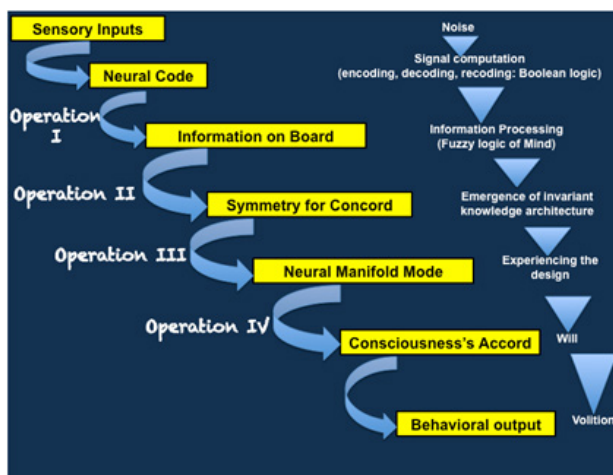 Sensory Inputs
Noise
Neural Code
Signal computation
(encoding, decoding, recoding: Boolean logic)
Operation
I
Information on Board
Information Processing
(Fuzzy logic of Mind)
Operation II
Symmetry for Concord
Emergence of invariant
knowledge architecture
Operation III
Neural Manifold Mode
Experiencing the
design
Operation IV
Consciousness's Accord
Will
Behavioral output
Volition